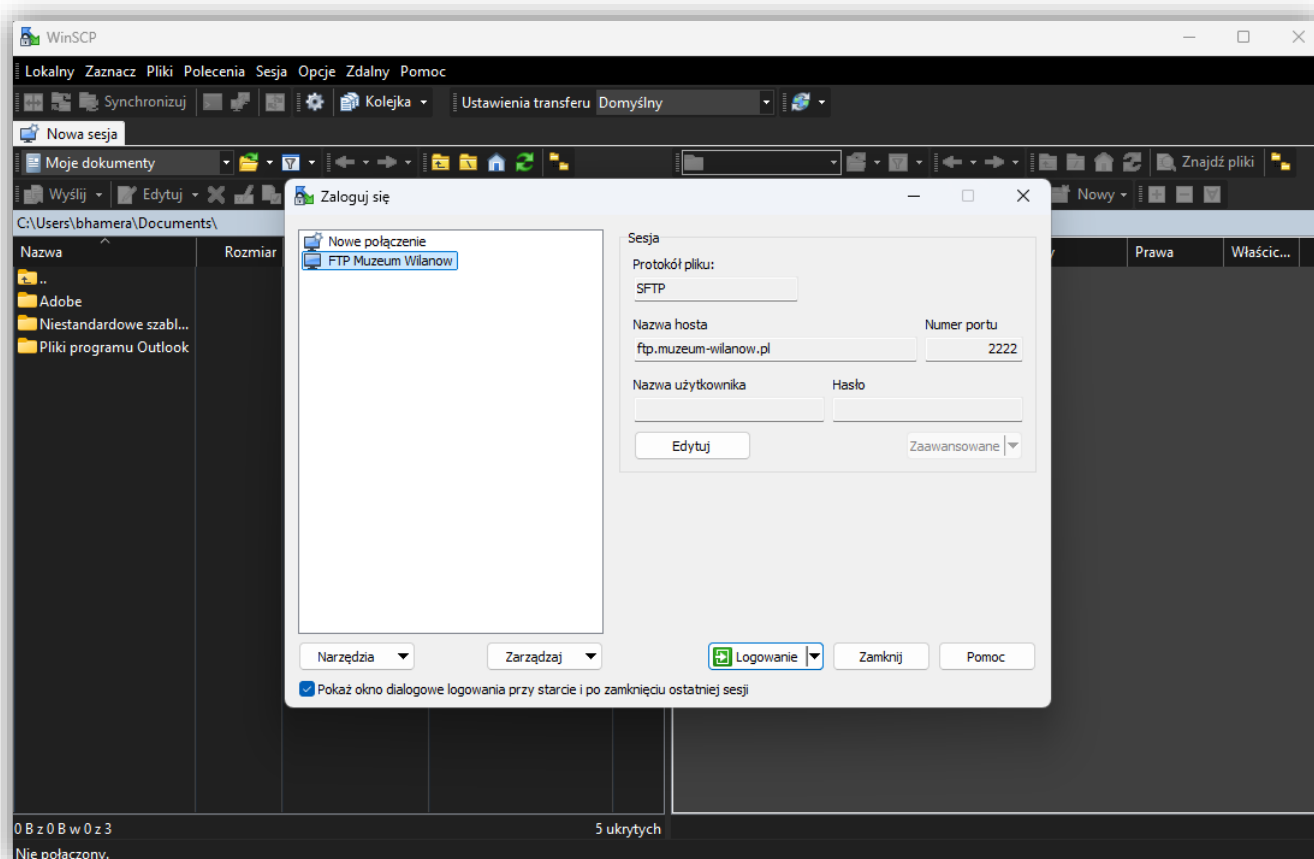 WinSCP
Lokalny Zaznacz Pliki Polecenia Sesja Opcje Zdalny Pomoc
Synchronizuj Kolejka Ustawienia transferu Domyślny
Nowa sesja
Moje dokumenty Znajdź pliki
Wyślij Edytuj Nowy
C:\Users\bhamera\Documents\
Nazwa Rozmiar Prawa Właścic...
..
Adobe
Niestandardowe szabl...
Pliki programu Outlook
Zaloguj się
Nowe połączenie
FTP Muzeum Wilanow
Sesja
Protokół pliku:
SFTP
Nazwa hosta Numer portu
ftp.muzeum-wilanow.pl 2222
Nazwa użytkownika Hasło
Edytuj Zaawansowane
Narzędzia Zarządzaj Logowanie Zamknij Pomoc
Pokaż okno dialogowe logowania przy starcie i po zamknięciu ostatniej sesji
0 B z 0 B w 0 z 3 5 ukrytych
Nie połączony.